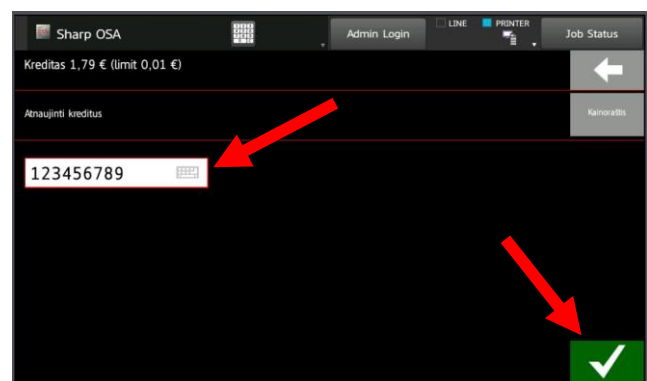 Sharp OSA
Admin Login
LINE
PRINTER
Job Status
Kreditas 1,79 € (limit 0,01 €)
Atnaujinti kreditus
Kainoraštis
123456789